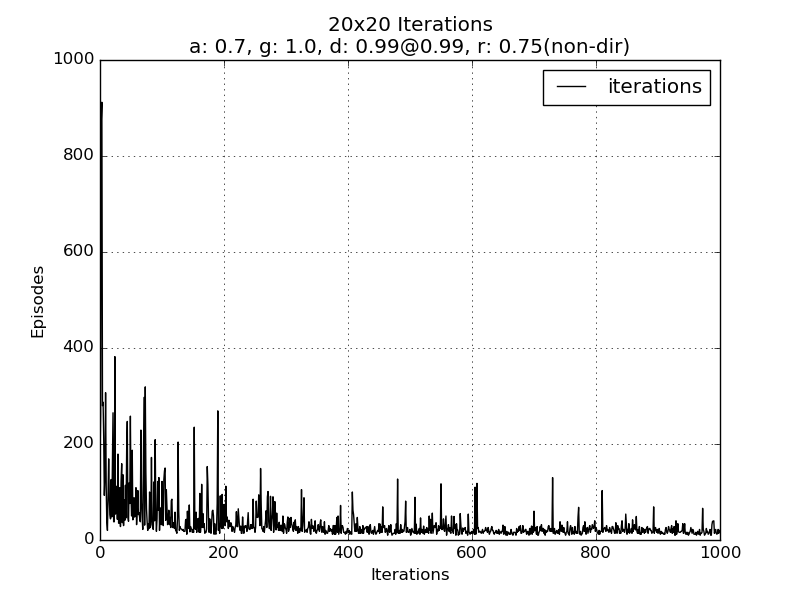 20x20 Iterations
a: 0.7, g: 1.0, d: 0.99@0.99, r: 0.75(non-dir)
1000
iterations
800
600
Episodes
400
200
0
0 200 400 600 800 1000
Iterations